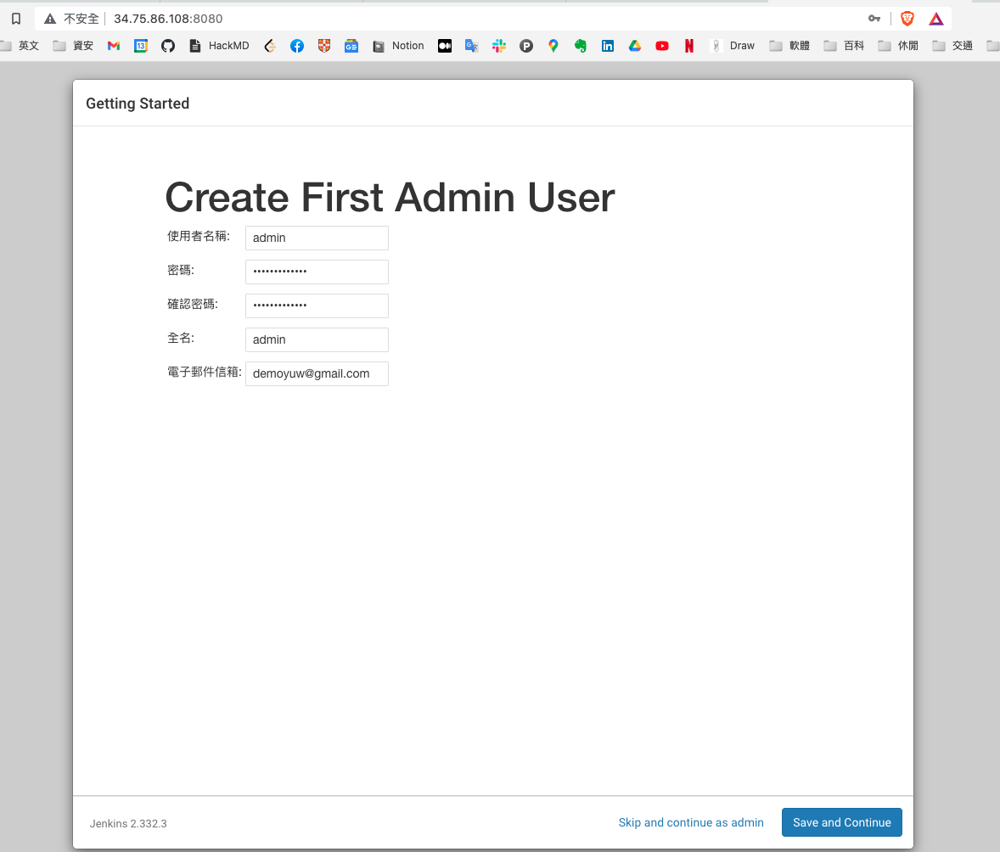 不安全 34.75.86.108:8080
英文 資安 13 HackMD Notion P Draw 軟體 百科 休閒 交通
Getting Started
Create First Admin User
使用者名稱: admin
密碼: •••••••••••••
確認密碼: •••••••••••••
全名: admin
電子郵件信箱: demoyuw@gmail.com
Jenkins 2.332.3 Skip and continue as admin Save and Continue